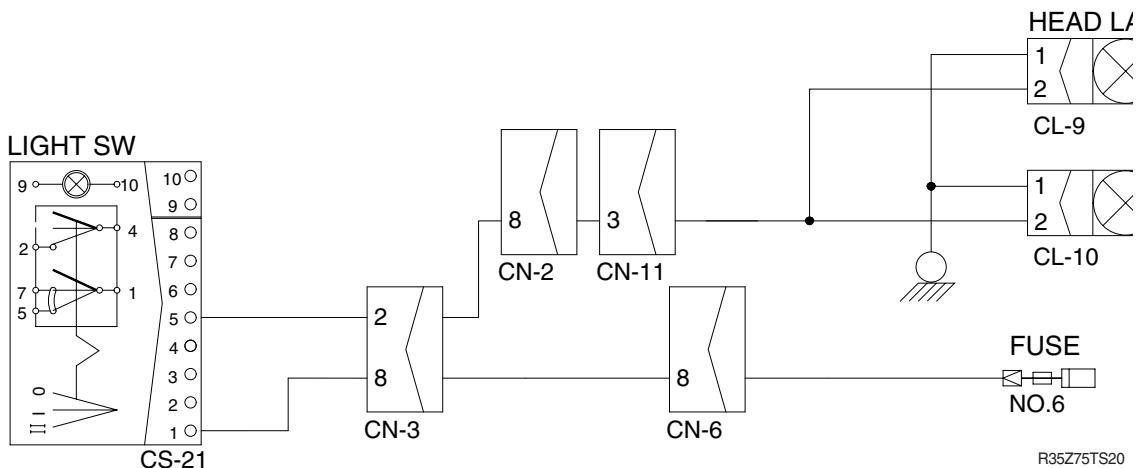 HEAD LA
1
2
CL-9
LIGHT SW
9 10 10
9
4 8
2 7
7 1 6
5 5
4
3
0 I II 2
1
CS-21
8
CN-2
3
CN-11
1
2
CL-10
2
8
CN-3
8
CN-6
FUSE
NO.6
R35Z75TS20